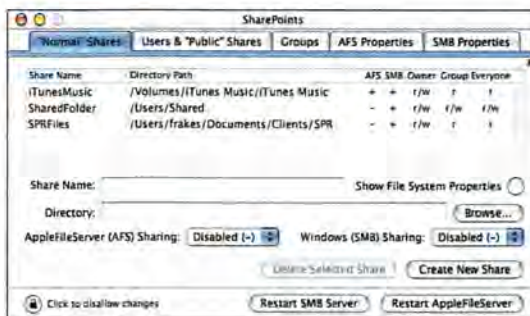 SharePoints
"Normal" Shares Users & "Public" Shares Groups AFS Properties SMB Properties
Share Name Directory Path AFS SMB Owner Group Everyone
iTunesMusic /Volumes/iTunes Music/iTunes Music + + r/w r r
SharedFolder /Users/Shared - + r/w r/w r/w
SPRFiles /Users/frakes/Documents/Clients/SPR - + r/w r r
Share Name: Show File System Properties
Directory: Browse...
AppleFileServer (AFS) Sharing: Disabled (-) Windows (SMB) Sharing: Disabled (-)
Delete Selected Share Create New Share
Click to disallow changes Restart SMB Server Restart AppleFileServer